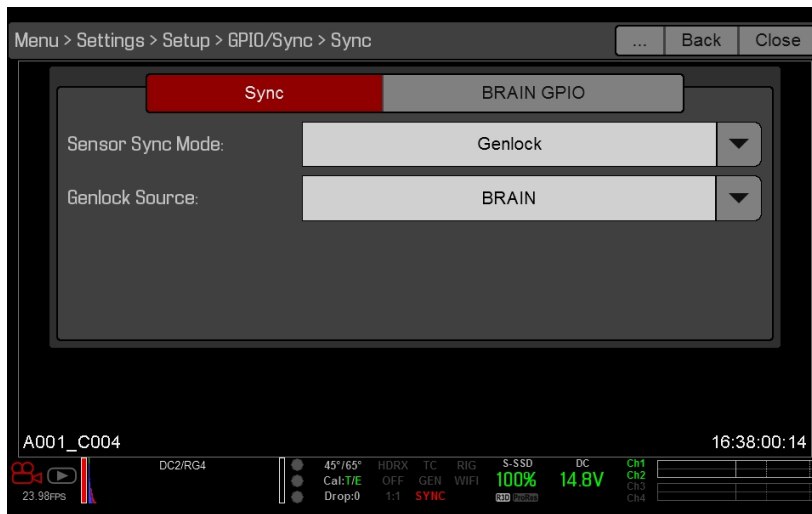 Menu > Settings > Setup > GPIO/Sync > Sync
... Back Close
Sync BRAIN GPIO
Sensor Sync Mode: Genlock
Genlock Source: BRAIN
A001_C004 16:38:00:14
DC2/RG4 45°/65° HDRX TC RIG S-SSD DC Ch1
Cal:T/E OFF GEN WIFI 100% 14.8V Ch2
23.98FPS Drop:0 1:1 SYNC R3D ProRes Ch3
Ch4